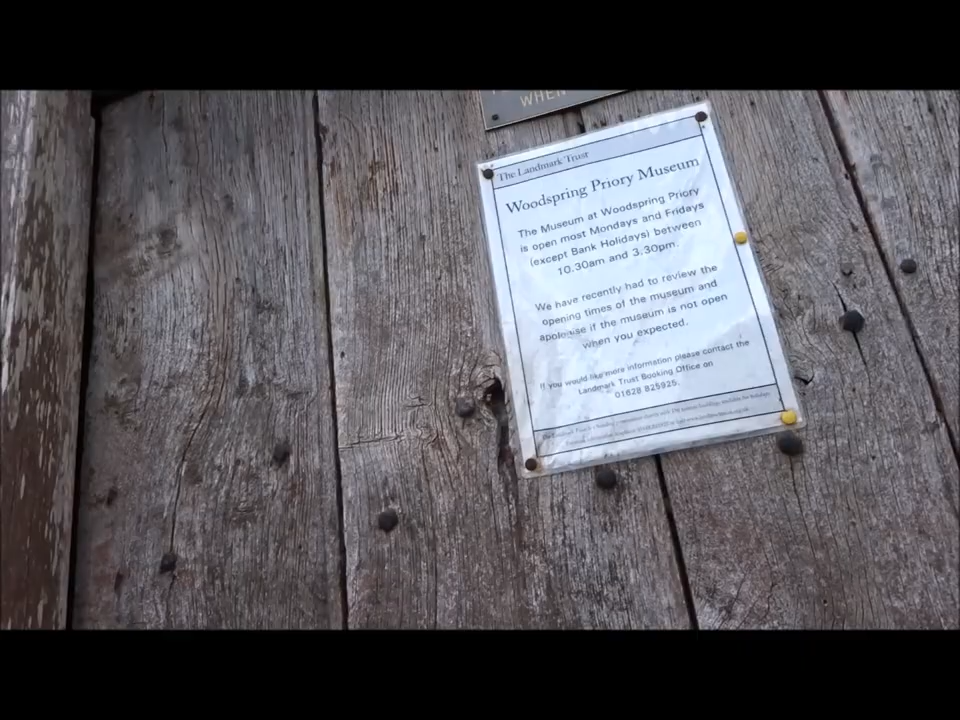 WHEN
The Landmark Trust
Woodspring Priory Museum
The Museum at Woodspring Priory
is open most Mondays and Fridays
(except Bank Holidays) between
10.30am and 3.30pm.
We have recently had to review the
opening times of the museum and
apologise if the museum is not open
when you expected.
If you would like more information please contact the
Landmark Trust Booking Office on
01628 825925.